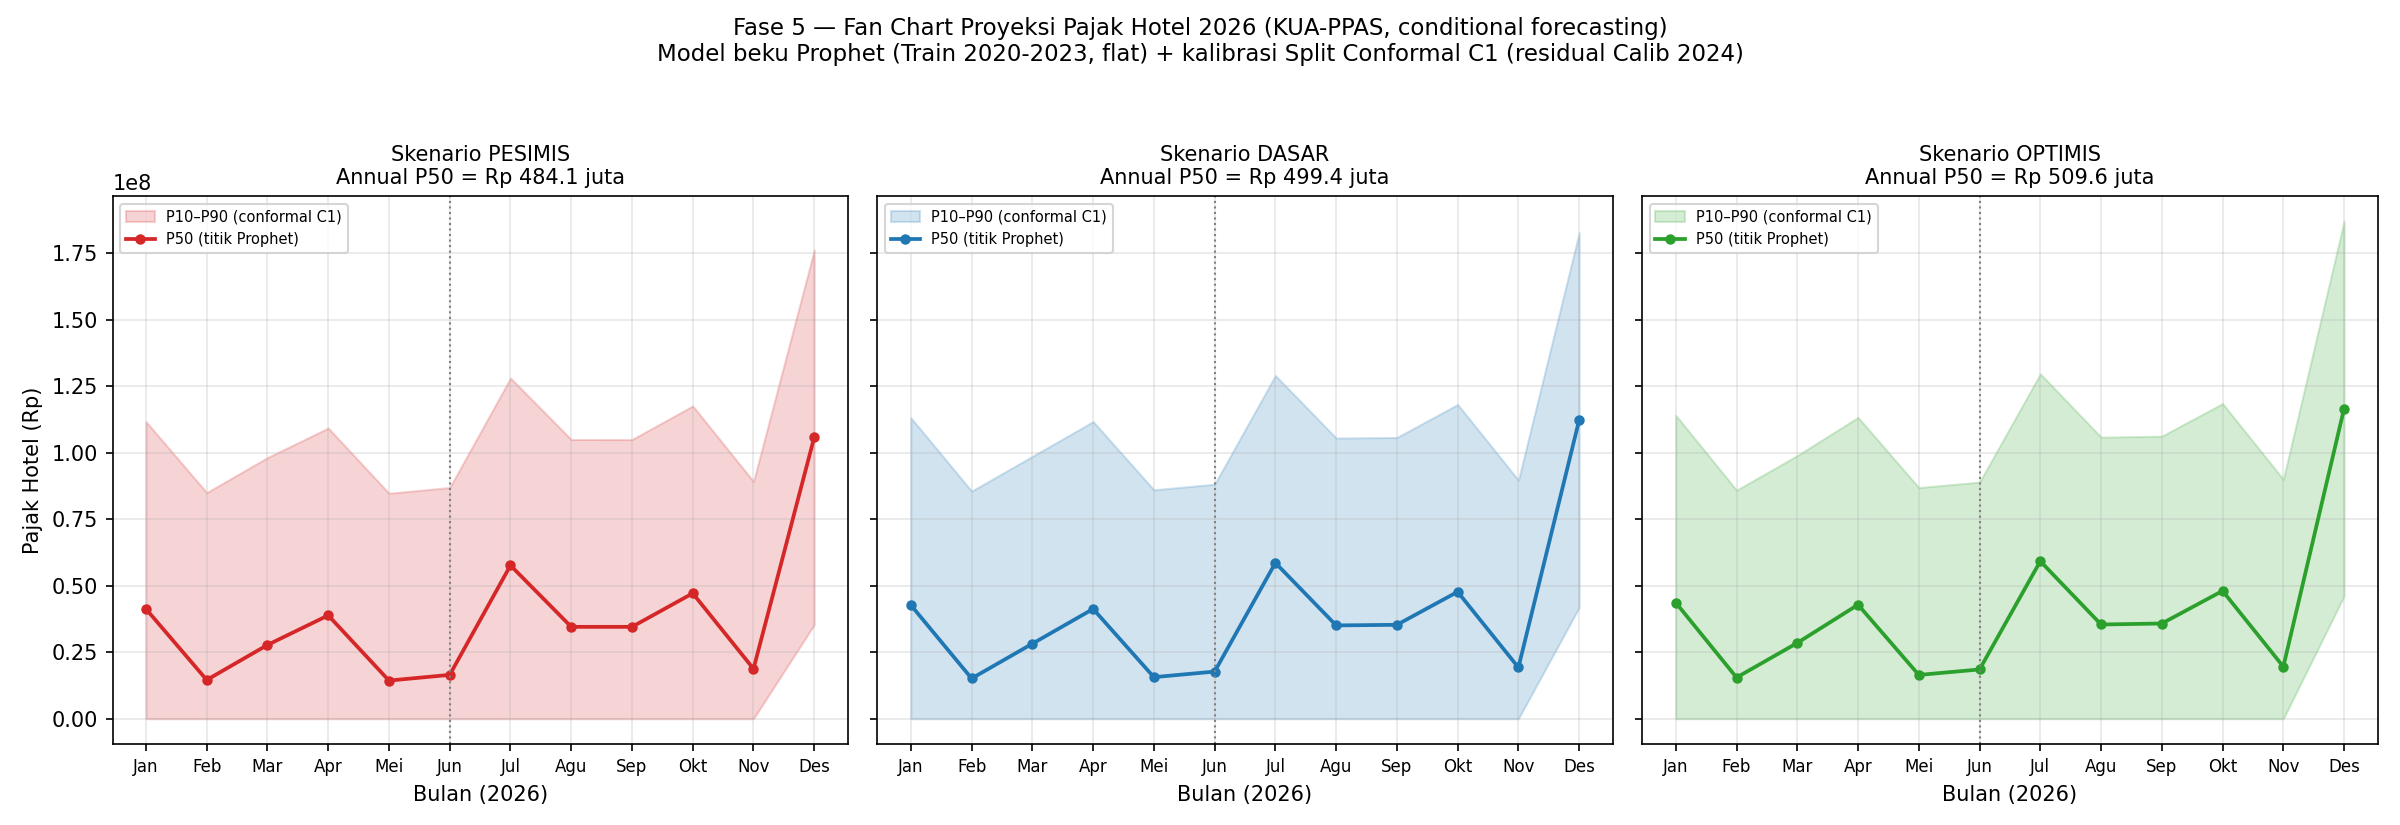 Fase 5 — Fan Chart Proyeksi Pajak Hotel 2026 (KUA-PPAS, conditional forecasting)
Model beku Prophet (Train 2020-2023, flat) + kalibrasi Split Conformal C1 (residual Calib 2024)
Skenario PESIMIS
Annual P50 = Rp 484.1 juta
1e8
P10–P90 (conformal C1)
P50 (titik Prophet)
1.75
1.50
1.25
1.00
0.75
0.50
0.25
0.00
Pajak Hotel (Rp)
Jan Feb Mar Apr Mei Jun Jul Agu Sep Okt Nov Des
Bulan (2026)
Skenario DASAR
Annual P50 = Rp 499.4 juta
P10–P90 (conformal C1)
P50 (titik Prophet)
Jan Feb Mar Apr Mei Jun Jul Agu Sep Okt Nov Des
Bulan (2026)
Skenario OPTIMIS
Annual P50 = Rp 509.6 juta
P10–P90 (conformal C1)
P50 (titik Prophet)
Jan Feb Mar Apr Mei Jun Jul Agu Sep Okt Nov Des
Bulan (2026)